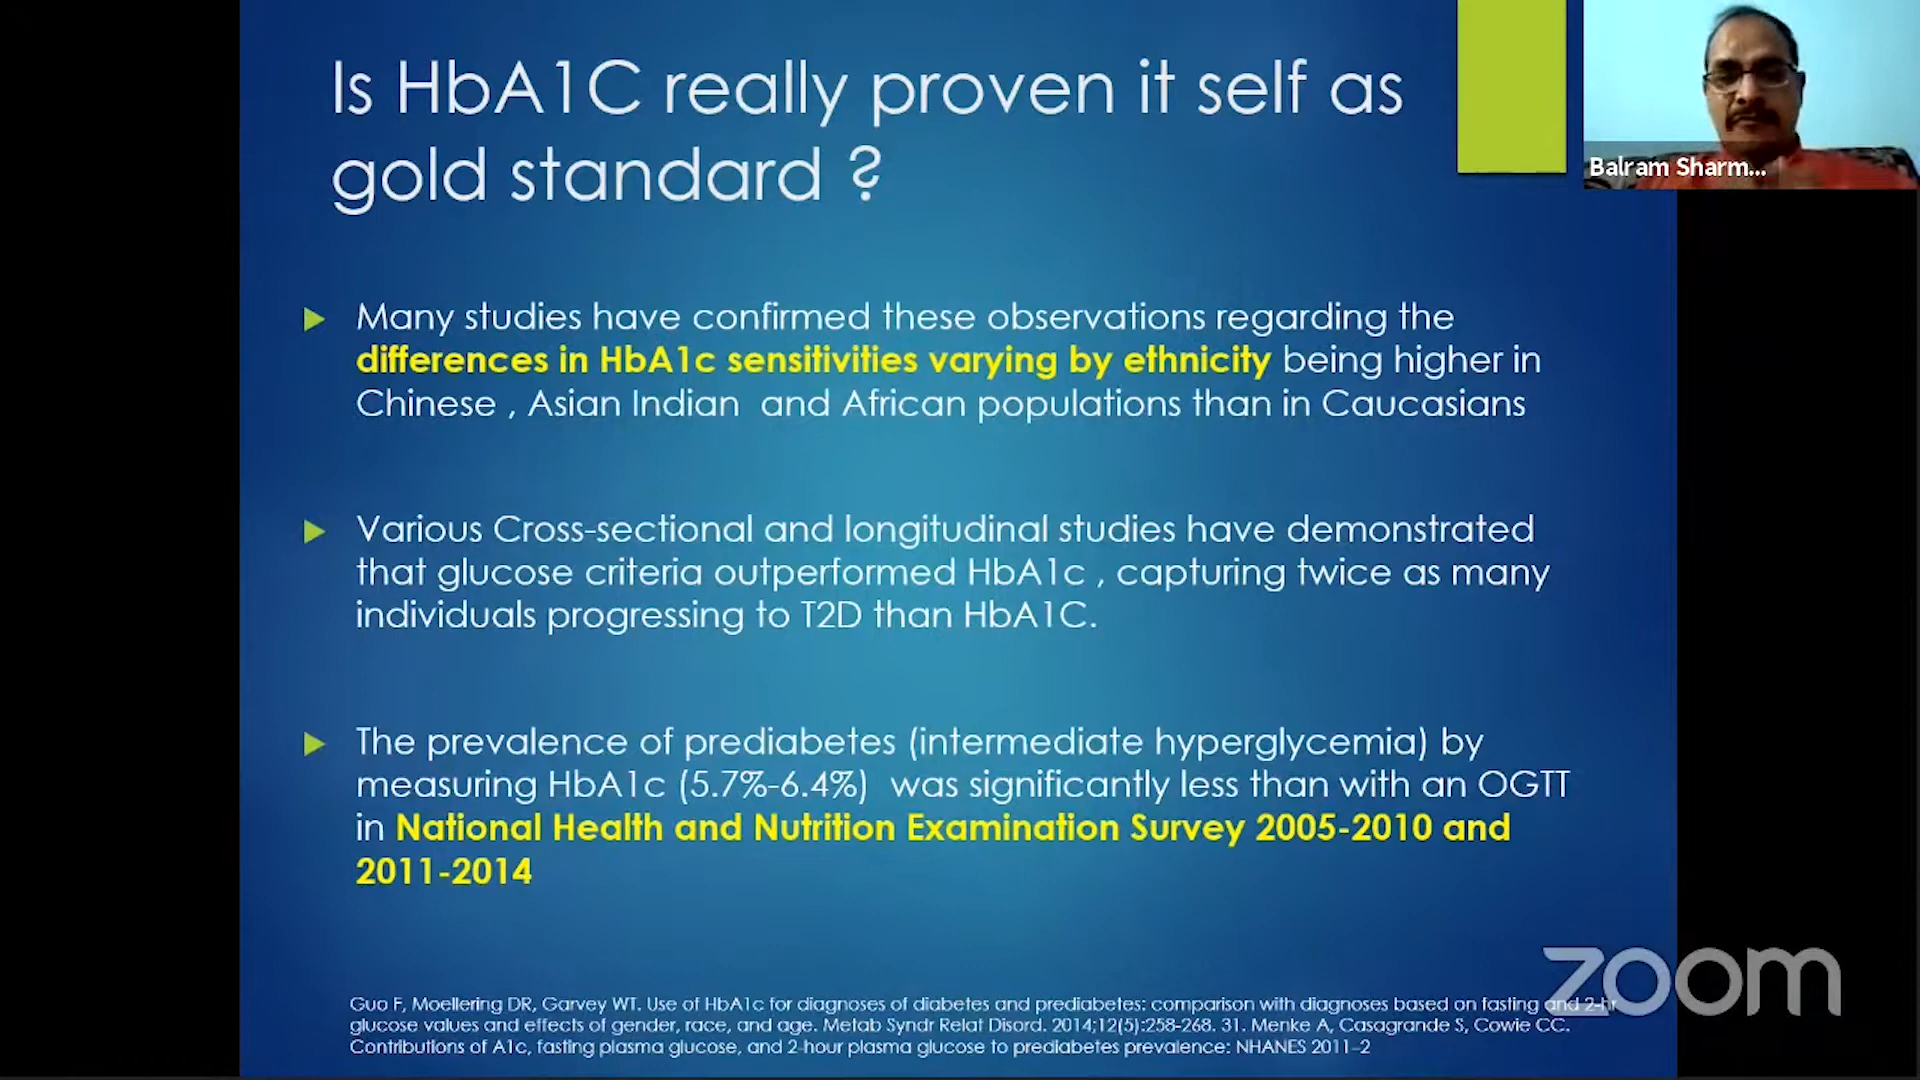 Is HbA1C really proven it self as
gold standard ?
Balram Sharm...
Many studies have confirmed these observations regarding the
differences in HbA1c sensitivities varying by ethnicity being higher in
Chinese , Asian Indian and African populations than in Caucasians
Various Cross-sectional and longitudinal studies have demonstrated
that glucose criteria outperformed HbA1c , capturing twice as many
individuals progressing to T2D than HbA1C.
The prevalence of prediabetes (intermediate hyperglycemia) by
measuring HbA1c (5.7%-6.4%) was significantly less than with an OGTT
in National Health and Nutrition Examination Survey 2005-2010 and
2011-2014
zoom
Guo F, Moellering DR, Garvey WT. Use of HbA1c for diagnoses of diabetes and prediabetes: comparison with diagnoses based on fasting and 2-hr
glucose values and effects of gender, race, and age. Metab Syndr Relat Disord. 2014;12(5):258-268. 31. Menke A, Casagrande S, Cowie CC.
Contributions of A1c, fasting plasma glucose, and 2-hour plasma glucose to prediabetes prevalence: NHANES 2011-2